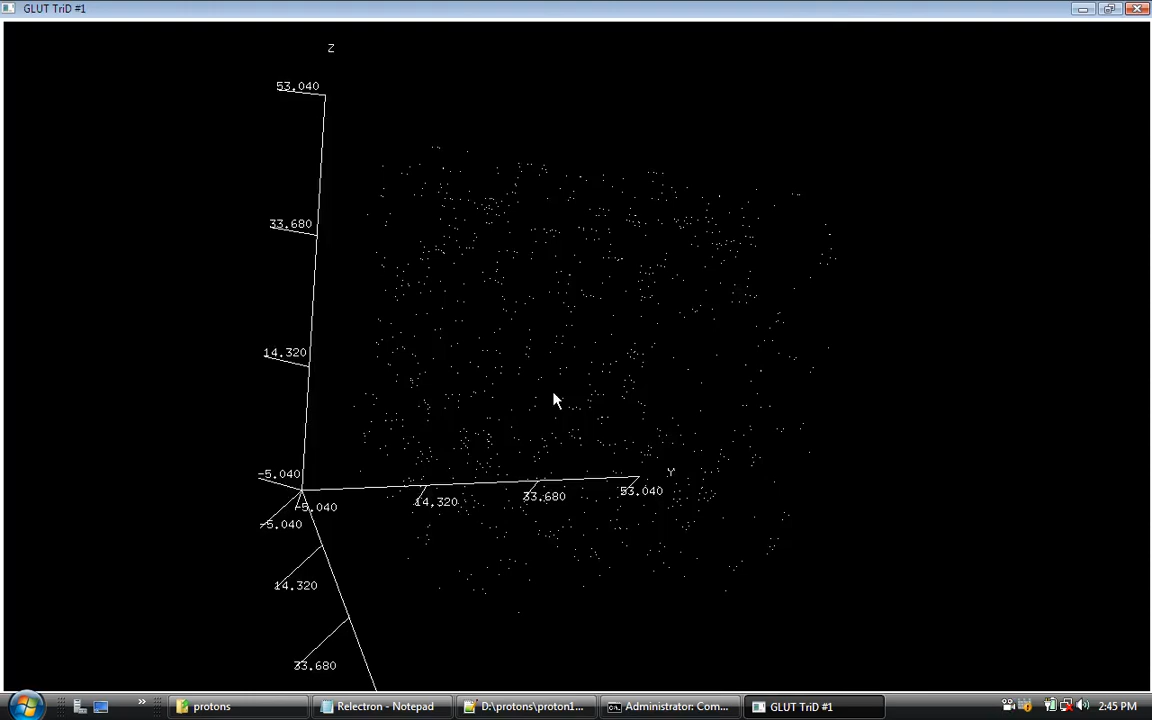 GLUT TriD #1
Z
53.040
33.680
14.320
-5.040
Y
14.320
33.680
53.040
-5.040
-5.040
14.320
33.680
»
protons
Relectron - Notepad
D:\protons\proton1...
Administrator: Com...
GLUT TriD #1
2:45 PM